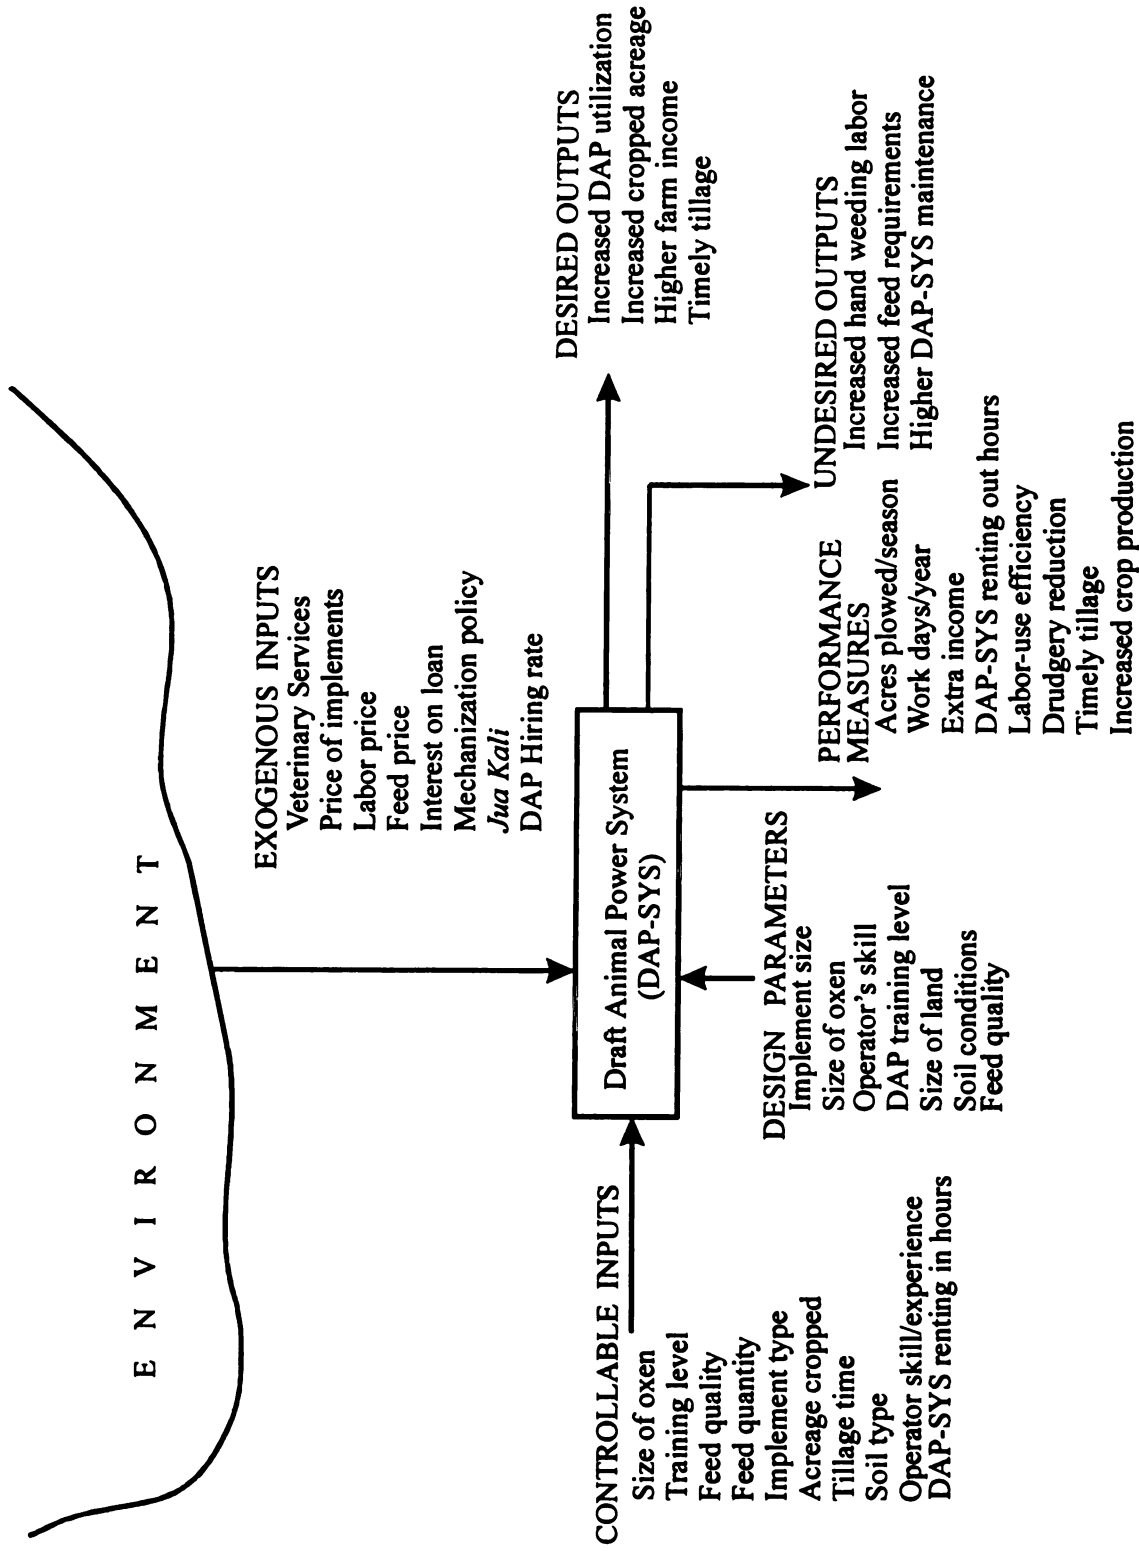 E N V I R O N M E N T
EXOGENOUS INPUTS
Veterinary Services
Price of implements
Labor price
Feed price
Interest on loan
Mechanization policy
Jua Kali
DAP Hiring rate
CONTROLLABLE INPUTS
Size of oxen
Training level
Feed quality
Feed quantity
Implement type
Acreage cropped
Tillage time
Soil type
Operator skill/experience
DAP-SYS renting in hours
Draft Animal Power System
(DAP-SYS)
DESIRED OUTPUTS
Increased DAP utilization
Increased cropped acreage
Higher farm income
Timely tillage
DESIGN PARAMETERS
Implement size
Size of oxen
Operator's skill
DAP training level
Size of land
Soil conditions
Feed quality
PERFORMANCE
MEASURES
Acres plowed/season
Work days/year
Extra income
DAP-SYS renting out hours
Labor-use efficiency
Drudgery reduction
Timely tillage
Increased crop production
UNDESIRED OUTPUTS
Increased hand weeding labor
Increased feed requirements
Higher DAP-SYS maintenance